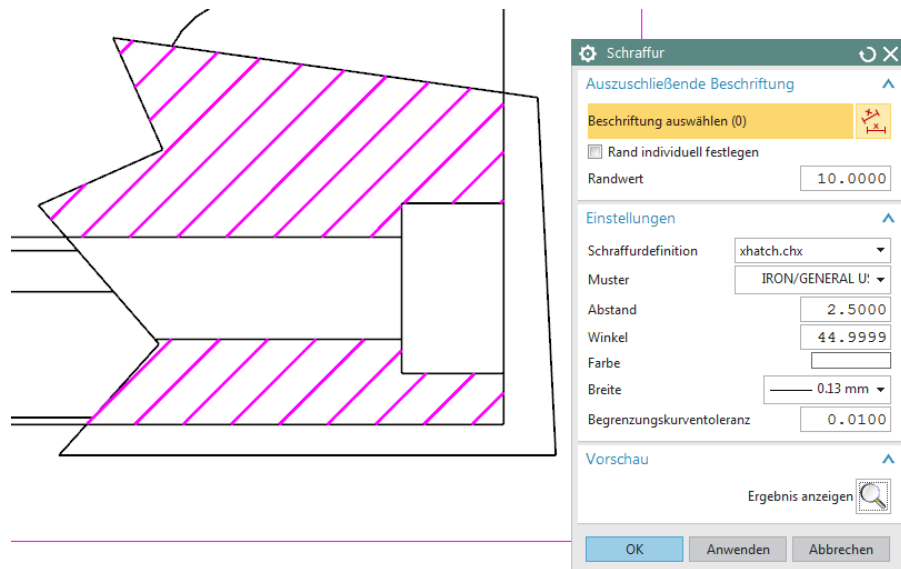 Schraffur
Auszuschließende Beschriftung
Beschriftung auswählen (0)
Rand individuell festlegen
Randwert 10.0000
Einstellungen
Schraffurdefinition xhatch.chx
Muster IRON/GENERAL U:
Abstand 2.5000
Winkel 44.9999
Farbe
Breite 0.13 mm
Begrenzungskurventoleranz 0.0100
Vorschau
Ergebnis anzeigen
OK Anwenden Abbrechen